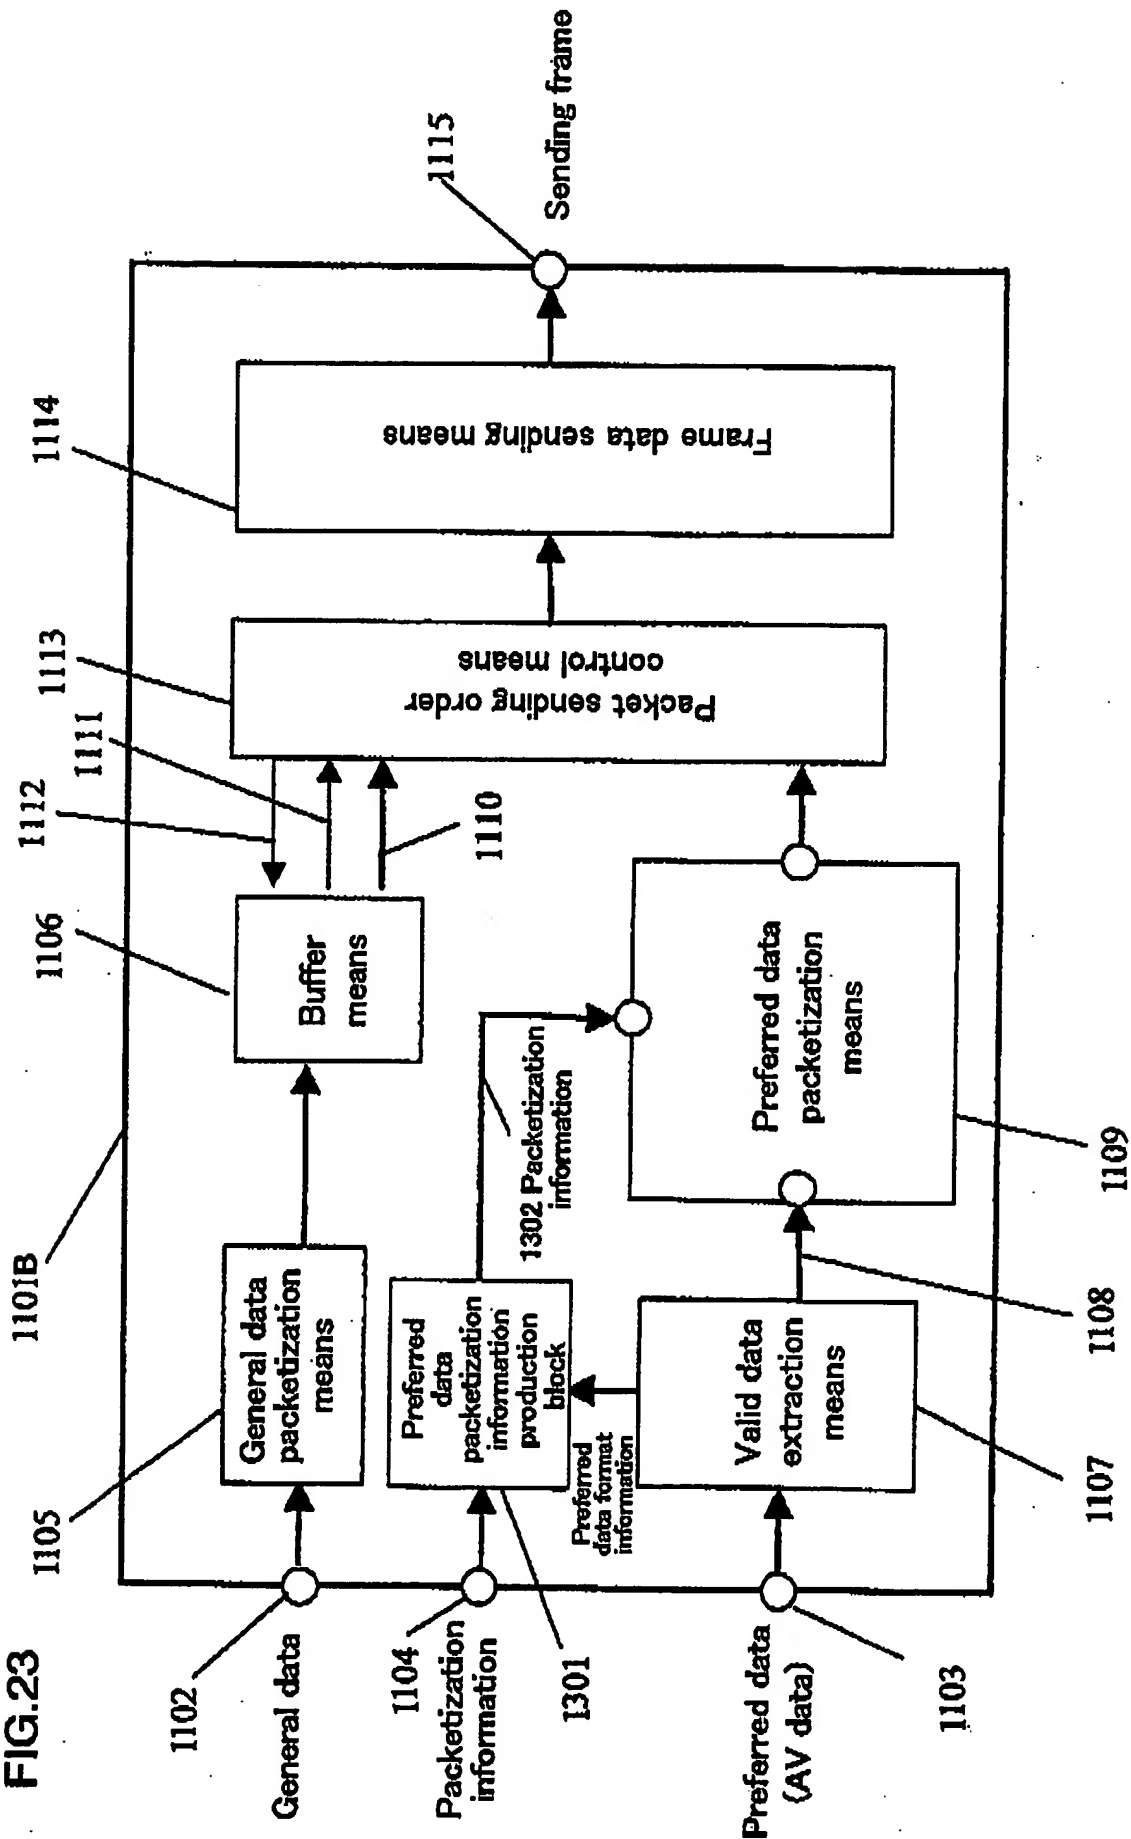 FIG.23
1101B
1105
1106
1112
1111
1113
1114
1115
1102
General data
General data
packetization
means
Buffer
means
1110
Packet sending order
control means
Frame data sending means
Sending frame
1104
Packetization
information
1301
Preferred
data
packetization
information
production
block
1302 Packetization
information
Preferred
data format
information
Preferred data
(AV data)
1103
Valid data
extraction
means
1107
1108
Preferred data
packetization
means
1109